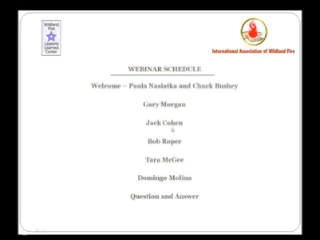 Wildland
Fire
Lessons
Learned
Center
International Association of Wildland Fire
WEBINAR SCHEDULE
Welcome – Paula Nasiatka and Chuck Bushey
Gary Morgan
Jack Cohen
Bob Roper
Tara McGee
Domingo Molina
Question and Answer